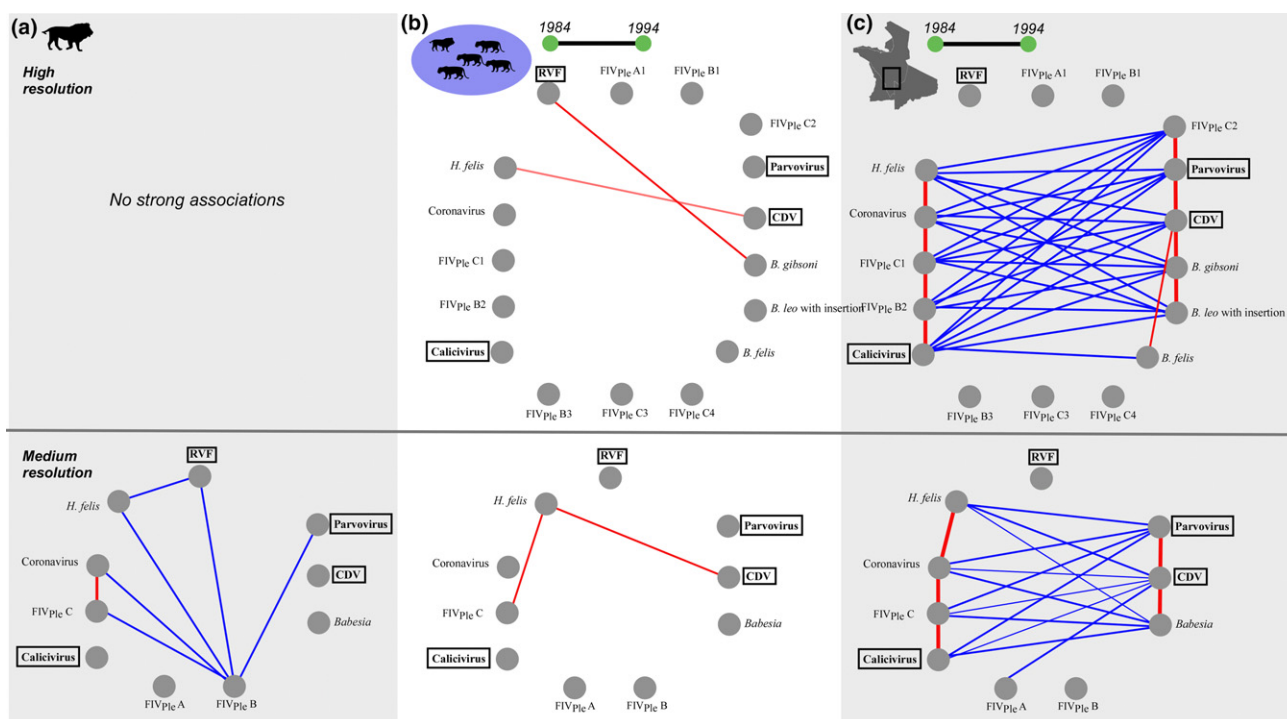 (a)
High
resolution
No strong associations
(b)
1984
1994
RVF
FIVPle A1
FIVPle B1
FIVPle C2
H. felis
Parvovirus
Coronavirus
CDV
FIVPle C1
B. gibsoni
FIVPle B2
B. leo with insertion
Calicivirus
B. felis
FIVPle B3
FIVPle C3
FIVPle C4
(c)
1984
1994
RVF
FIVPle A1
FIVPle B1
FIVPle C2
H. felis
Parvovirus
Coronavirus
CDV
FIVPle C1
B. gibsoni
FIVPle B2
B. leo with insertion
Calicivirus
B. felis
FIVPle B3
FIVPle C3
FIVPle C4
Medium
resolution
RVF
H. felis
Parvovirus
Coronavirus
CDV
FIVPle C
Babesia
Calicivirus
FIVPle A
FIVPle B
RVF
H. felis
Parvovirus
Coronavirus
CDV
FIVPle C
Babesia
Calicivirus
FIVPle A
FIVPle B
RVF
H. felis
Parvovirus
Coronavirus
CDV
FIVPle C
Babesia
Calicivirus
FIVPle A
FIVPle B